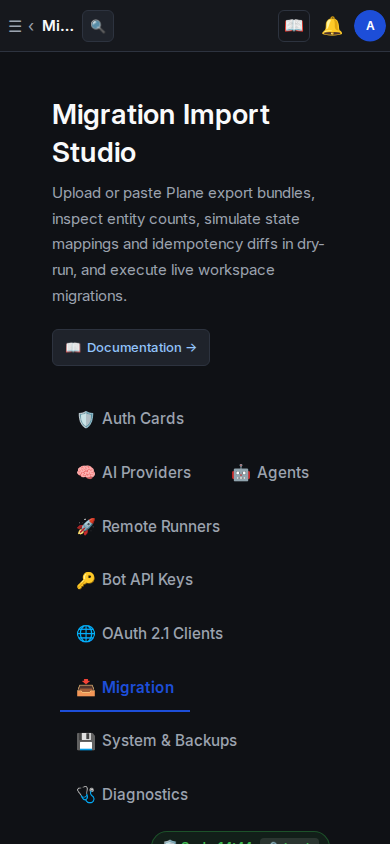 Mi...
A
Migration Import
Studio
Upload or paste Plane export bundles,
inspect entity counts, simulate state
mappings and idempotency diffs in dry-
run, and execute live workspace
migrations.
Documentation →
Auth Cards
AI Providers
Agents
Remote Runners
Bot API Keys
OAuth 2.1 Clients
Migration
System & Backups
Diagnostics